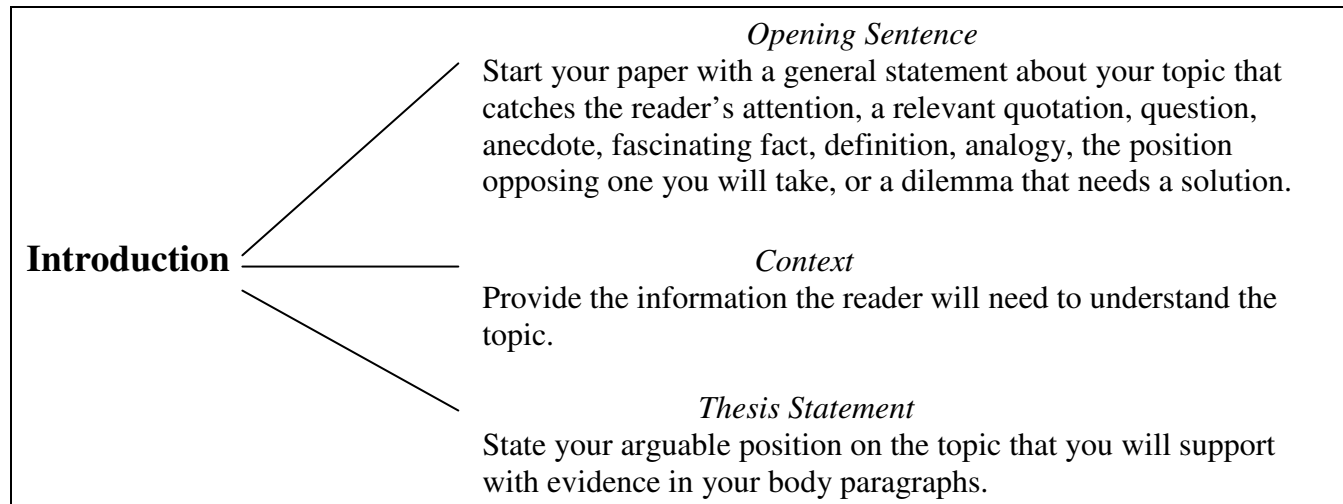 Opening Sentence
Start your paper with a general statement about your topic that
catches the reader’s attention, a relevant quotation, question,
anecdote, fascinating fact, definition, analogy, the position
opposing one you will take, or a dilemma that needs a solution.
Introduction
Context
Provide the information the reader will need to understand the
topic.
Thesis Statement
State your arguable position on the topic that you will support
with evidence in your body paragraphs.